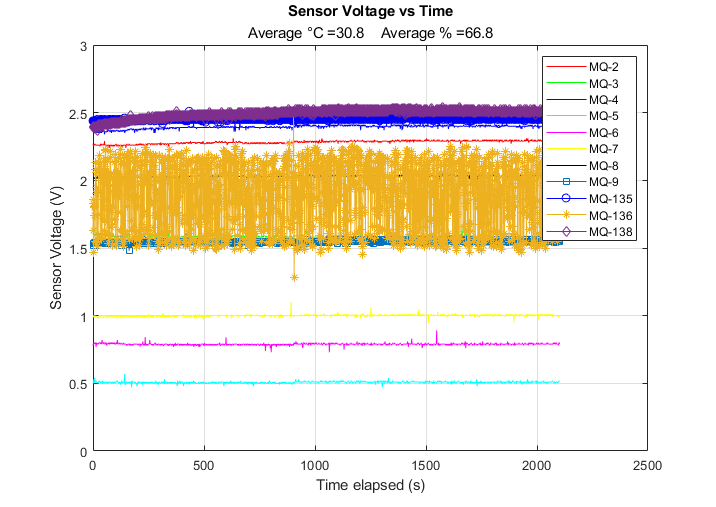 Sensor Voltage vs Time
Average °C =30.8 Average % =66.8
Sensor Voltage (V)
3
2.5
2
1.5
1
0.5
0
0 500 1000 1500 2000 2500
Time elapsed (s)
MQ-2
MQ-3
MQ-4
MQ-5
MQ-6
MQ-7
MQ-8
MQ-9
MQ-135
MQ-136
MQ-138